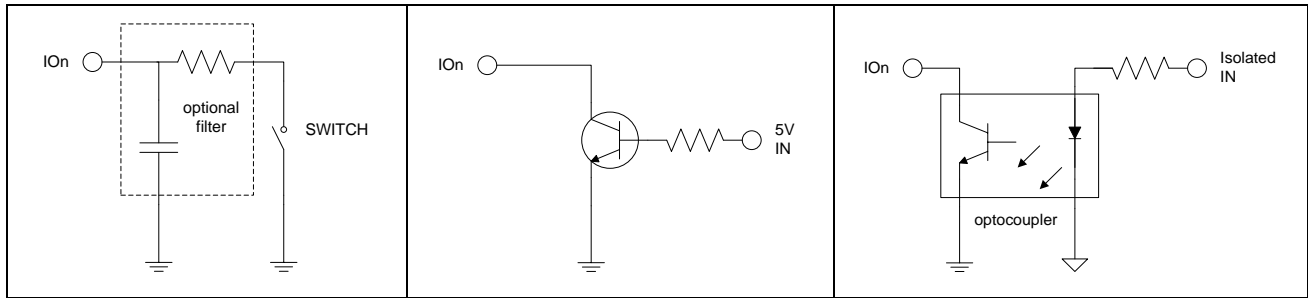 IOn
optional
filter
SWITCH
IOn
5V
IN
IOn
Isolated
IN
optocoupler